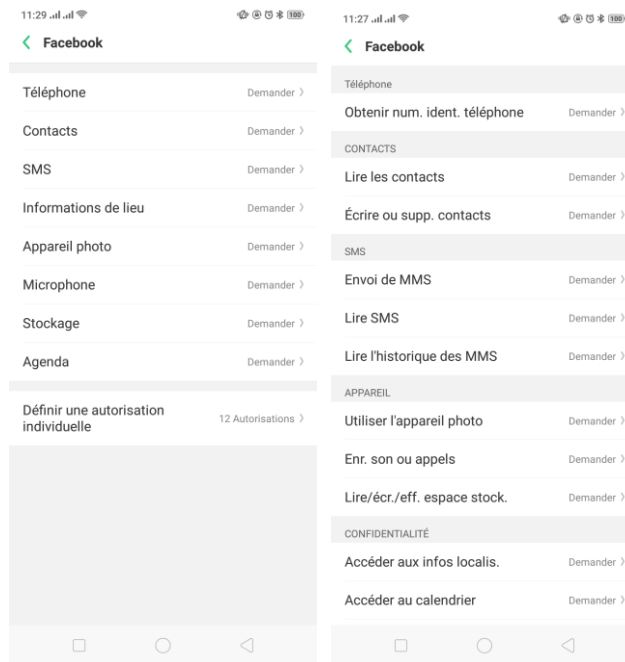 11:29
100
Facebook
Téléphone Demander
Contacts Demander
SMS Demander
Informations de lieu Demander
Appareil photo Demander
Microphone Demander
Stockage Demander
Agenda Demander
Définir une autorisation
individuelle 12 Autorisations
11:27
100
Facebook
Téléphone
Obtenir num. ident. téléphone Demander
CONTACTS
Lire les contacts Demander
Écrire ou supp. contacts Demander
SMS
Envoi de MMS Demander
Lire SMS Demander
Lire l'historique des MMS Demander
APPAREIL
Utiliser l'appareil photo Demander
Enr. son ou appels Demander
Lire/écr./eff. espace stock. Demander
CONFIDENTIALITÉ
Accéder aux infos localis. Demander
Accéder au calendrier Demander